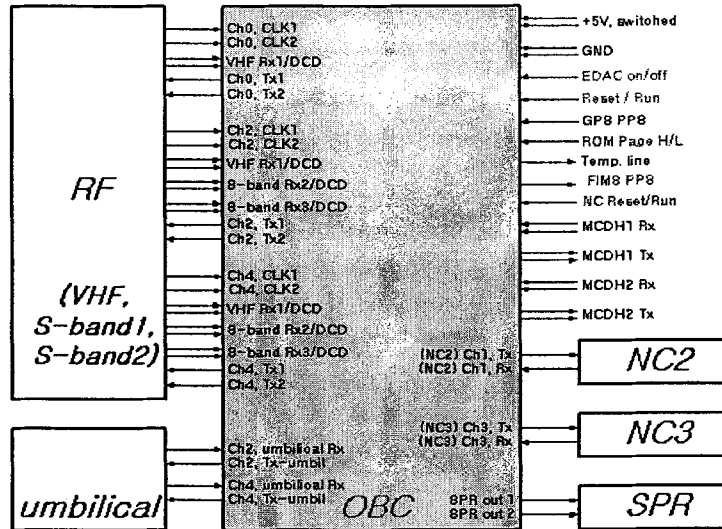 RF
(VHF,
S-band1,
S-band2)
umbilical
Ch0, CLK1
Ch0, CLK2
VHF Rx1/DCD
Ch0, Tx1
Ch0, Tx2
Ch2, CLK1
Ch2, CLK2
VHF Rx1/DCD
S-band Rx2/DCD
S-band Rx3/DCD
Ch2, Tx1
Ch2, Tx2
Ch4, CLK1
Ch4, CLK2
VHF Rx1/DCD
S-band Rx2/DCD
S-band Rx3/DCD
Ch4, Tx1
Ch4, Tx2
Ch2, umbilical Rx
Ch2, Tx-umbil
Ch4, umbilical Rx
Ch4, Tx-umbil
OBC
(NC2) Ch1, Tx
(NC2) Ch1, Rx
(NC3) Ch3, Tx
(NC3) Ch3, Rx
SPR out 1
SPR out 2
+5V, switched
GND
EDAC on/off
Reset / Run
GPS PPS
ROM Page H/L
Temp. line
FIMS PPS
NC Reset/Run
MCDH1 Rx
MCDH1 Tx
MCDH2 Rx
MCDH2 Tx
NC2
NC3
SPR